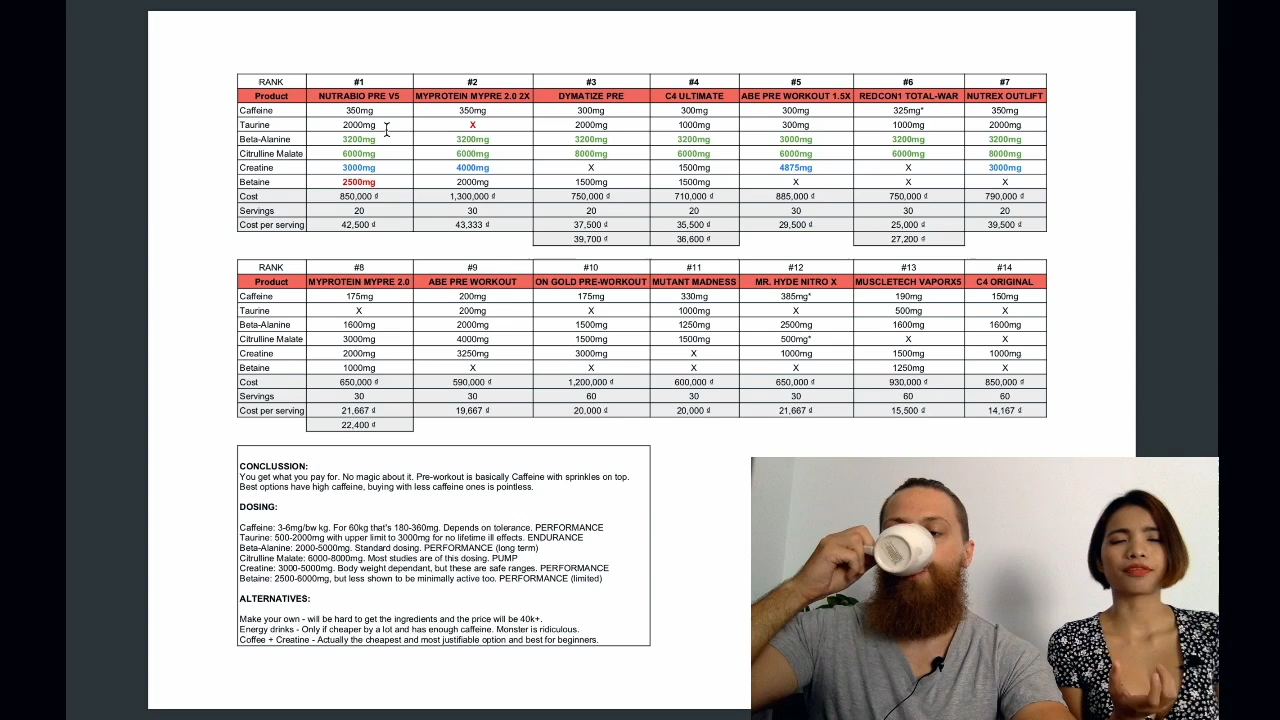 RANK #1 #2 #3 #4 #5 #6 #7
Product NUTRABIO PRE V5 MYPROTEIN MYPRE 2.0 2X DYMATIZE PRE C4 ULTIMATE ABE PRE WORKOUT 1.5X REDCON1 TOTAL-WAR NUTREX OUTLIFT
Caffeine 350mg 350mg 300mg 300mg 300mg 325mg* 350mg
Taurine 2000mg X 2000mg 1000mg 300mg 1000mg 2000mg
Beta-Alanine 3200mg 3200mg 3200mg 3200mg 3000mg 3200mg 3200mg
Citrulline Malate 6000mg 6000mg 8000mg 6000mg 6000mg 6000mg 8000mg
Creatine 3000mg 4000mg X 1500mg 4875mg X 3000mg
Betaine 2500mg 2000mg 1500mg 1500mg X X X
Cost 850,000 ₫ 1,300,000 ₫ 750,000 ₫ 710,000 ₫ 885,000 ₫ 750,000 ₫ 790,000 ₫
Servings 20 30 20 20 30 30 20
Cost per serving 42,500 ₫ 43,333 ₫ 37,500 ₫ 35,500 ₫ 29,500 ₫ 25,000 ₫ 39,500 ₫
39,700 ₫ 36,600 ₫ 27,200 ₫
RANK #8 #9 #10 #11 #12 #13 #14
Product MYPROTEIN MYPRE 2.0 ABE PRE WORKOUT ON GOLD PRE-WORKOUT MUTANT MADNESS MR. HYDE NITRO X MUSCLETECH VAPORX5 C4 ORIGINAL
Caffeine 175mg 200mg 175mg 330mg 385mg* 190mg 150mg
Taurine X 200mg X 1000mg X 500mg X
Beta-Alanine 1600mg 2000mg 1500mg 1250mg 2500mg 1600mg 1600mg
Citrulline Malate 3000mg 4000mg 1500mg 1500mg 500mg* X X
Creatine 2000mg 3250mg 3000mg X 1000mg 1500mg 1000mg
Betaine 1000mg X X X X 1250mg X
Cost 650,000 ₫ 590,000 ₫ 1,200,000 ₫ 600,000 ₫ 650,000 ₫ 930,000 ₫ 850,000 ₫
Servings 30 30 60 30 30 60 60
Cost per serving 21,667 ₫ 19,667 ₫ 20,000 ₫ 20,000 ₫ 21,667 ₫ 15,500 ₫ 14,167 ₫
22,400 ₫
CONCLUSSION:
You get what you pay for. No magic about it. Pre-workout is basically Caffeine with sprinkles on top.
Best options have high caffeine, buying with less caffeine ones is pointless.
DOSING:
Caffeine: 3-6mg/bw kg. For 60kg that's 180-360mg. Depends on tolerance. PERFORMANCE
Taurine: 500-2000mg with upper limit to 3000mg for no lifetime ill effects. ENDURANCE
Beta-Alanine: 2000-5000mg. Standard dosing. PERFORMANCE (long term)
Citrulline Malate: 6000-8000mg. Most studies are of this dosing. PUMP
Creatine: 3000-5000mg. Body weight dependant, but these are safe ranges. PERFORMANCE
Betaine: 2500-6000mg, but less shown to be minimally active too. PERFORMANCE (limited)
ALTERNATIVES:
Make your own - will be hard to get the ingredients and the price will be 40k+.
Energy drinks - Only if cheaper by a lot and has enough caffeine. Monster is ridiculous.
Coffee + Creatine - Actually the cheapest and most justifiable option and best for beginners.